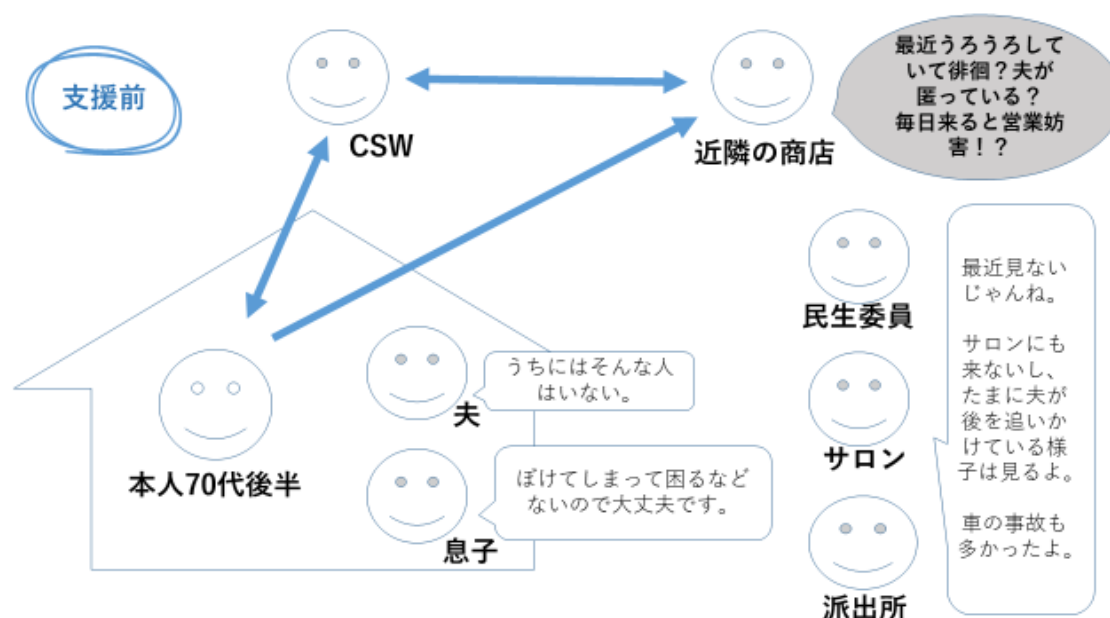 支援前
CSW
近隣の商店
最近うろうろして
いて徘徊？夫が
匿っている？
毎日来ると営業妨
害！？
民生委員
サロン
派出所
最近見ない
じゃんね。
サロンにも
来ないし、
たまに夫が
後を追いか
けている様
子は見るよ。
車の事故も
多かったよ。
本人70代後半
夫
うちにはそんな人
はいない。
息子
ぼけてしまって困るなど
ないので大丈夫です。